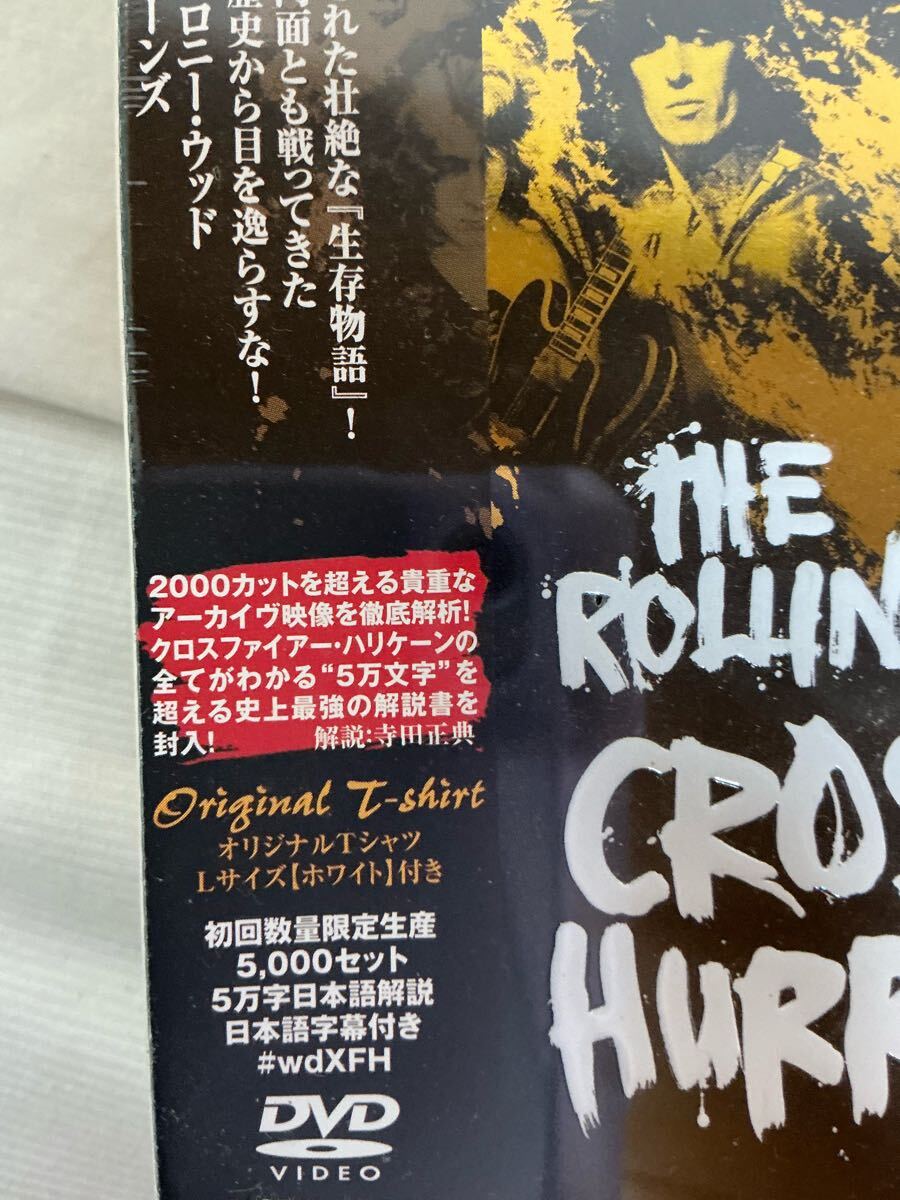 れた壮絶な『生存物語』!
面とも戦ってきた
歴史から目を逸らすな!
ロニー・ウッド
ーンズ
THE
ROLLIN
CROS
HURR
2000カットを超える貴重な
アーカイヴ映像を徹底解析!
クロスファイアー・ハリケーンの
全てがわかる“5万文字”を
超える史上最強の解説書を
封入! 解説:寺田正典
Original T-shirt
オリジナルTシャツ
Lサイズ【ホワイト】付き
初回数量限定生産
5,000セット
5万字日本語解説
日本語字幕付き
#wdXFH
DVD
VIDEO